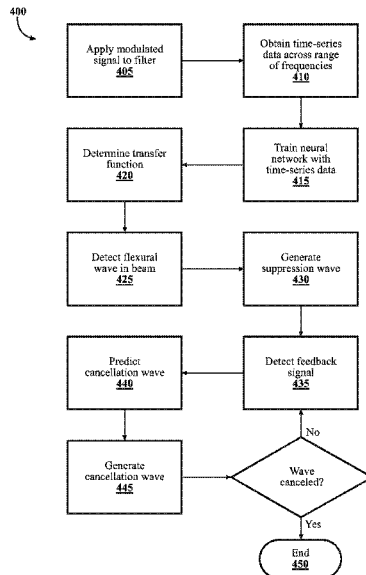 400
Apply modulated
signal to filter
405
Obtain time-series
data across range
of frequencies
410
Determine transfer
function
420
Train neural
network with
time-series data
415
Detect flexural
wave in beam
425
Generate
suppression wave
430
Predict
cancellation wave
440
Detect feedback
signal
435
Generate
cancellation wave
445
No
Wave
canceled?
Yes
End
450